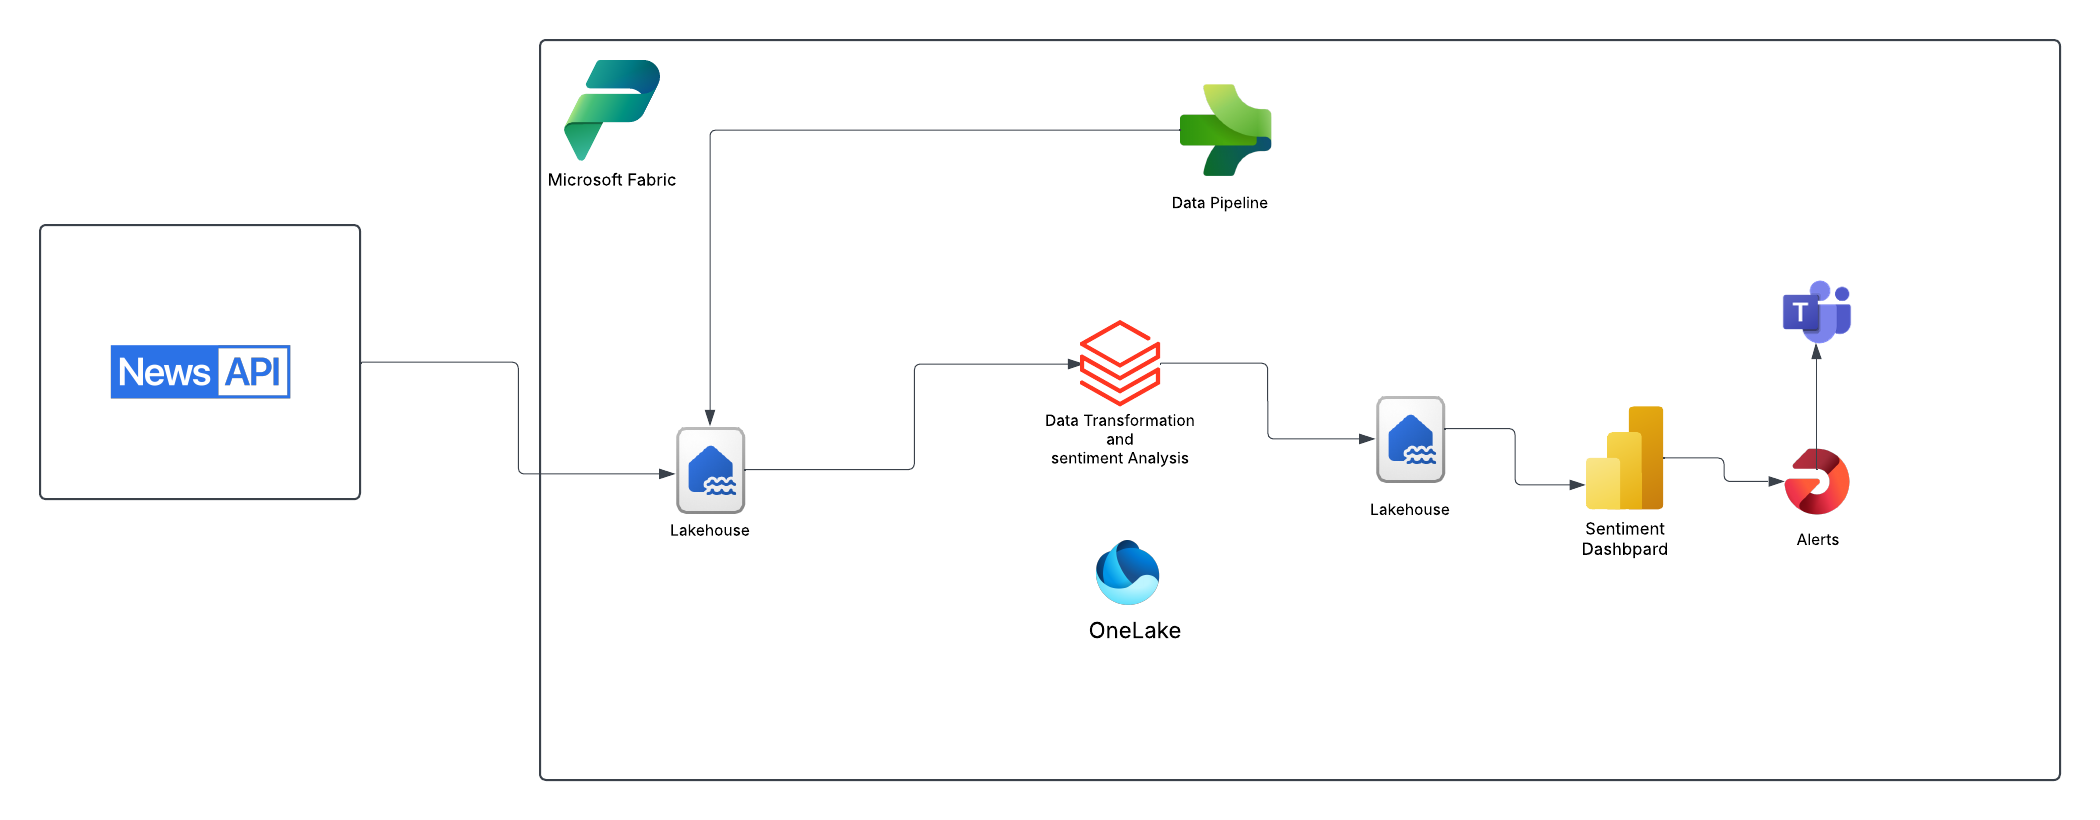 Microsoft Fabric
Data Pipeline
News API
T
Data Transformation
and
sentiment Analysis
Lakehouse
Lakehouse
Sentiment
Dashbpard
Alerts
OneLake